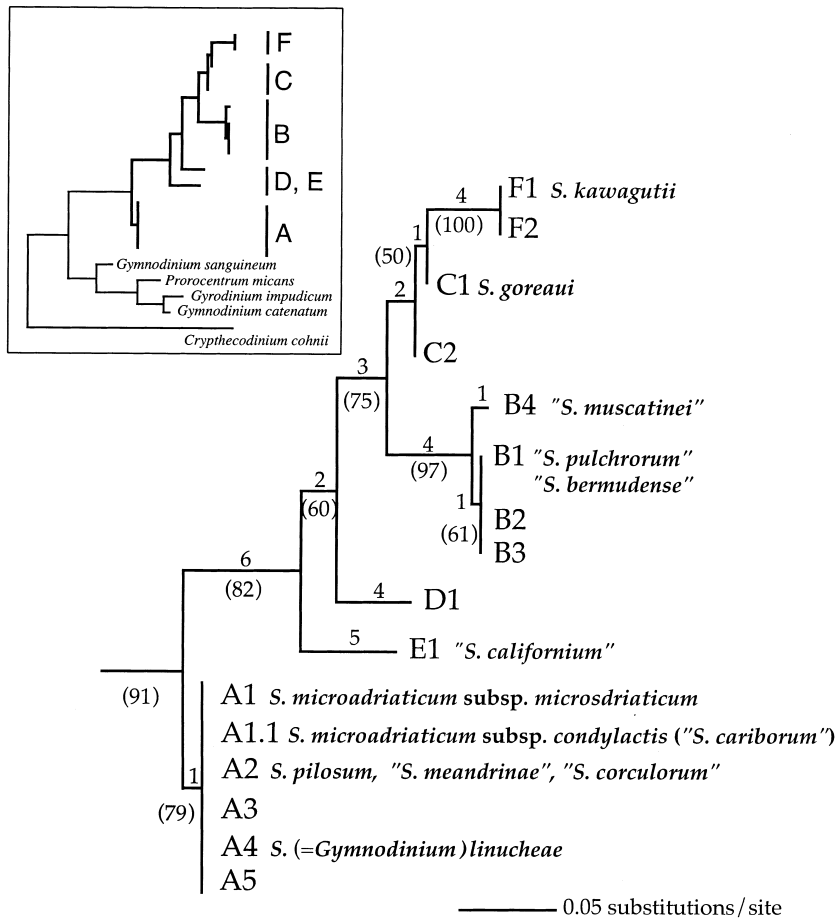 F
C
B
D, E
A
Gymnodinium sanguineum
Prorocentrum micans
Gyrodinium impudicum
Gymnodinium catenatum
Crypthecodinium cohnii
4
(100)
F1 S. kawagutii
F2
1
(50)
C1 S. goreaui
2
C2
3
(75)
1
B4 "S. muscatinei"
4
(97)
B1 "S. pulchrorum"
"S. bermudense"
1
(61)
B2
B3
2
(60)
6
(82)
4
D1
5
E1 "S. californium"
(91)
A1 S. microadriaticum subsp. microsdriaticum
A1.1 S. microadriaticum subsp. condylactis ("S. cariborum")
1
A2 S. pilosum, "S. meandrinae", "S. corculorum"
(79)
A3
A4 S. (=Gymnodinium) linucheae
A5
0.05 substitutions/site